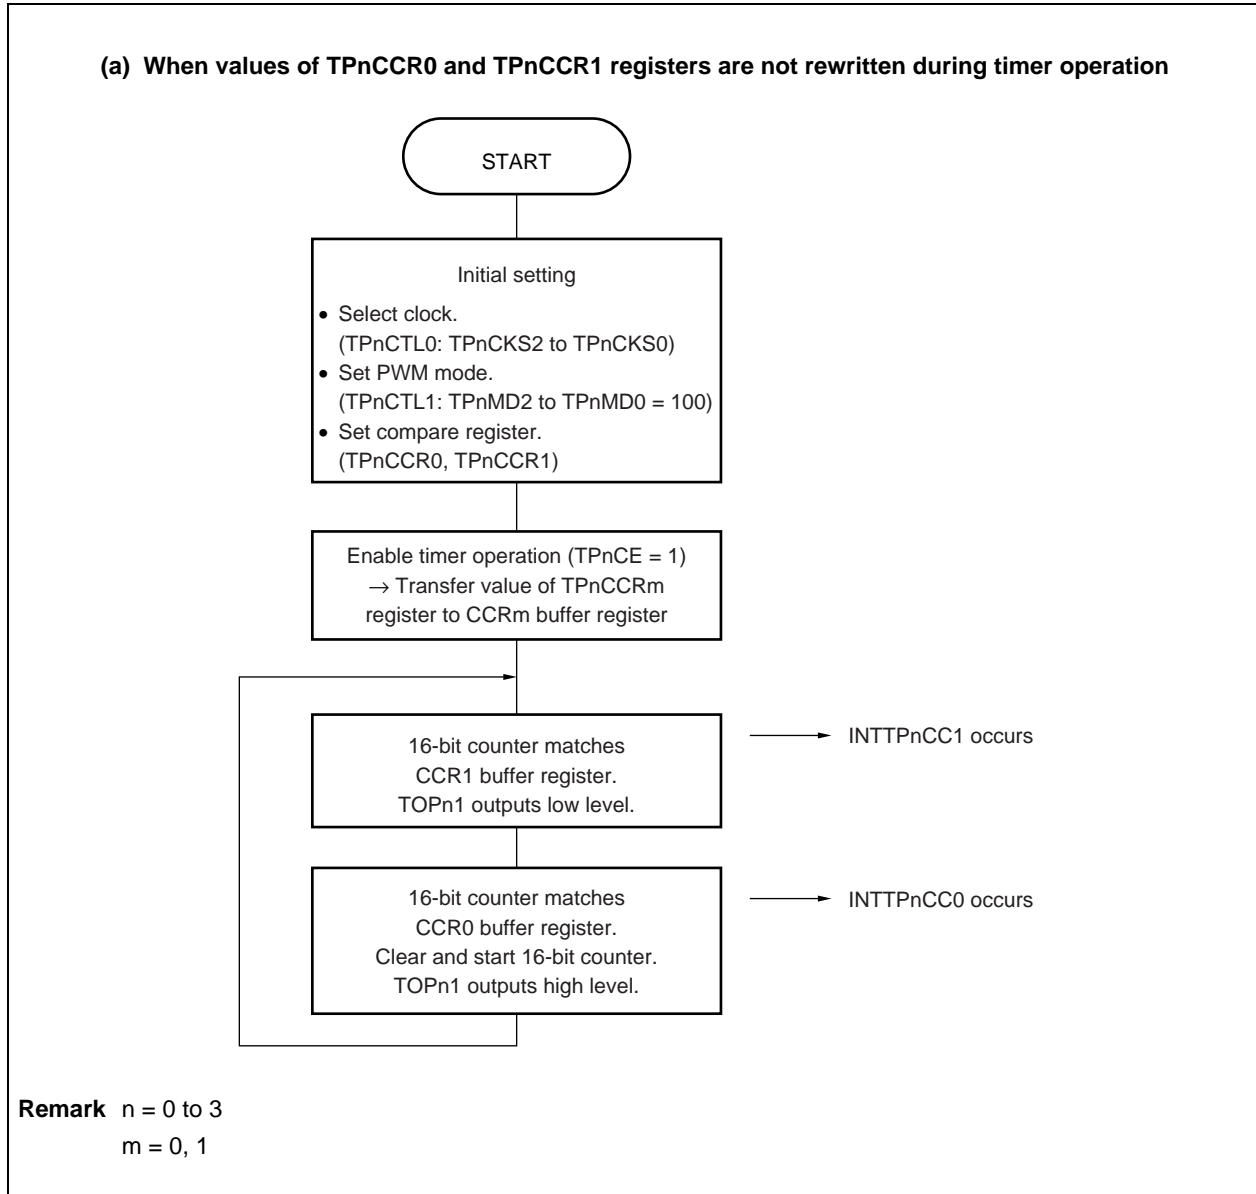 (a) When values of TPnCCR0 and TPnCCR1 registers are not rewritten during timer operation
START
Initial setting
• Select clock.
(TPnCTL0: TPnCKS2 to TPnCKS0)
• Set PWM mode.
(TPnCTL1: TPnMD2 to TPnMD0 = 100)
• Set compare register.
(TPnCCR0, TPnCCR1)
Enable timer operation (TPnCE = 1)
→ Transfer value of TPnCCRm
register to CCRm buffer register
16-bit counter matches
CCR1 buffer register.
TOPn1 outputs low level.
INTTPnCC1 occurs
16-bit counter matches
CCR0 buffer register.
Clear and start 16-bit counter.
TOPn1 outputs high level.
INTTPnCC0 occurs
Remark n = 0 to 3
m = 0, 1